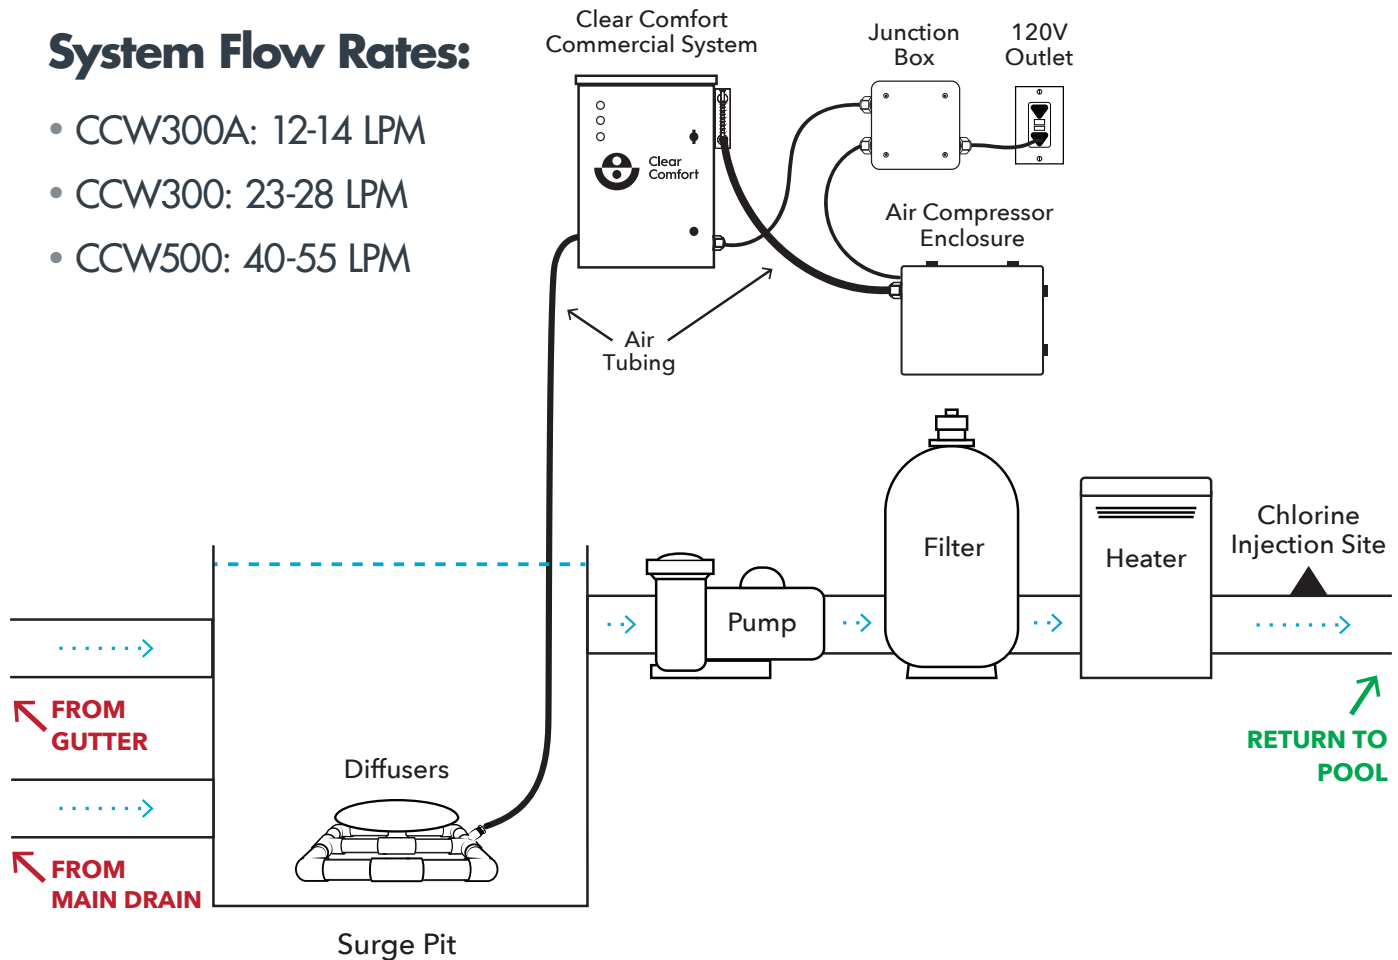 System Flow Rates:
• CCW300A: 12-14 LPM
• CCW300: 23-28 LPM
• CCW500: 40-55 LPM
Clear Comfort
Commercial System
Junction
Box
120V
Outlet
Clear
Comfort
Air Compressor
Enclosure
Air
Tubing
Filter
Heater
Chlorine
Injection Site
Pump
FROM
GUTTER
RETURN TO
POOL
Diffusers
FROM
MAIN DRAIN
Surge Pit